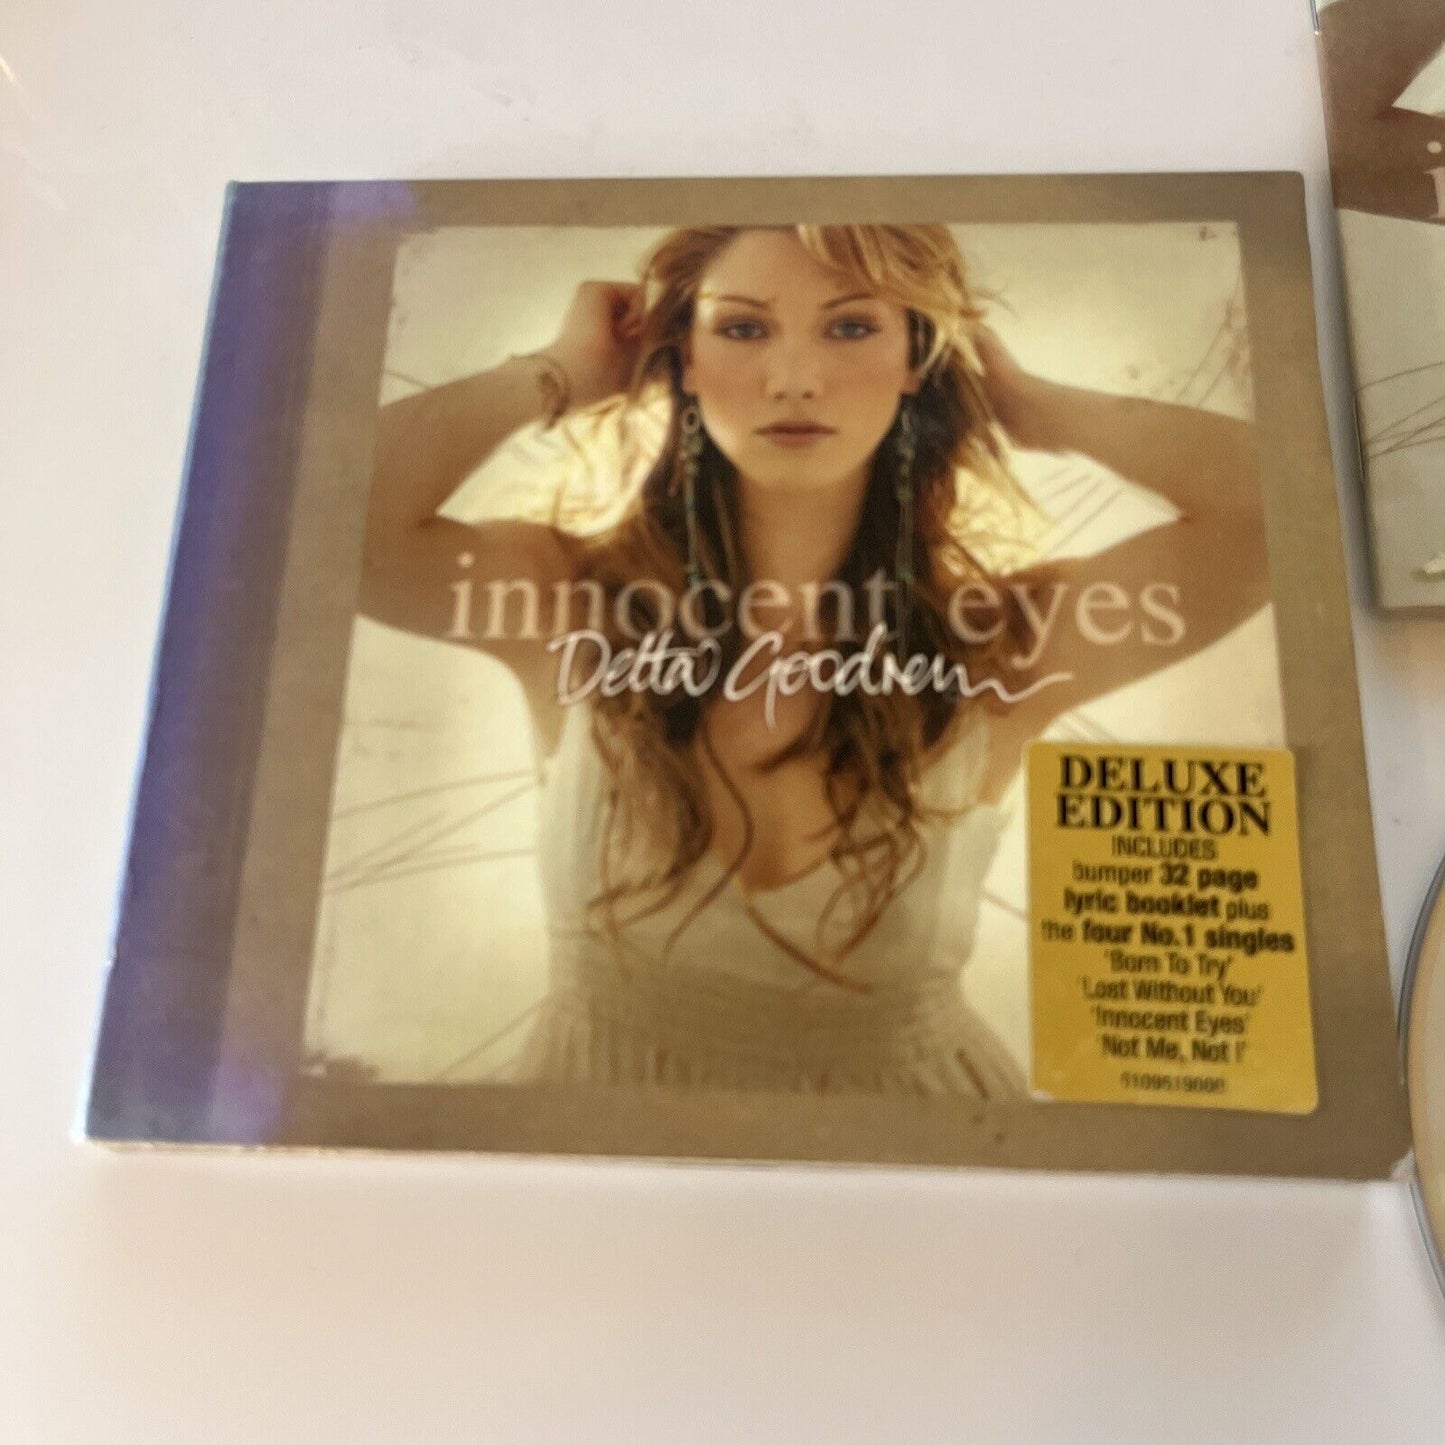 innocent eyes
Delta Goodrem
DELUXE
EDITION
INCLUDES
bumper 32 page
lyric booklet plus
the four No.1 singles
'Born To Try'
'Lost Without You'
'Innocent Eyes'
'Not Me, Not I'